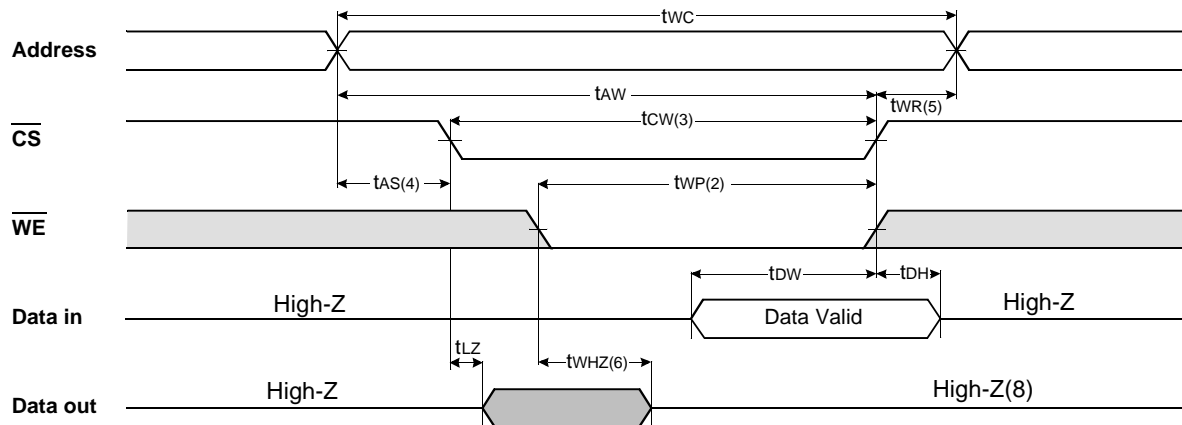 tWC
Address
tAW
tWR(5)
CS
tCW(3)
tAS(4)
tWP(2)
WE
tDW
tDH
Data in
High-Z
Data Valid
High-Z
tLZ
tWHZ(6)
Data out
High-Z
High-Z(8)